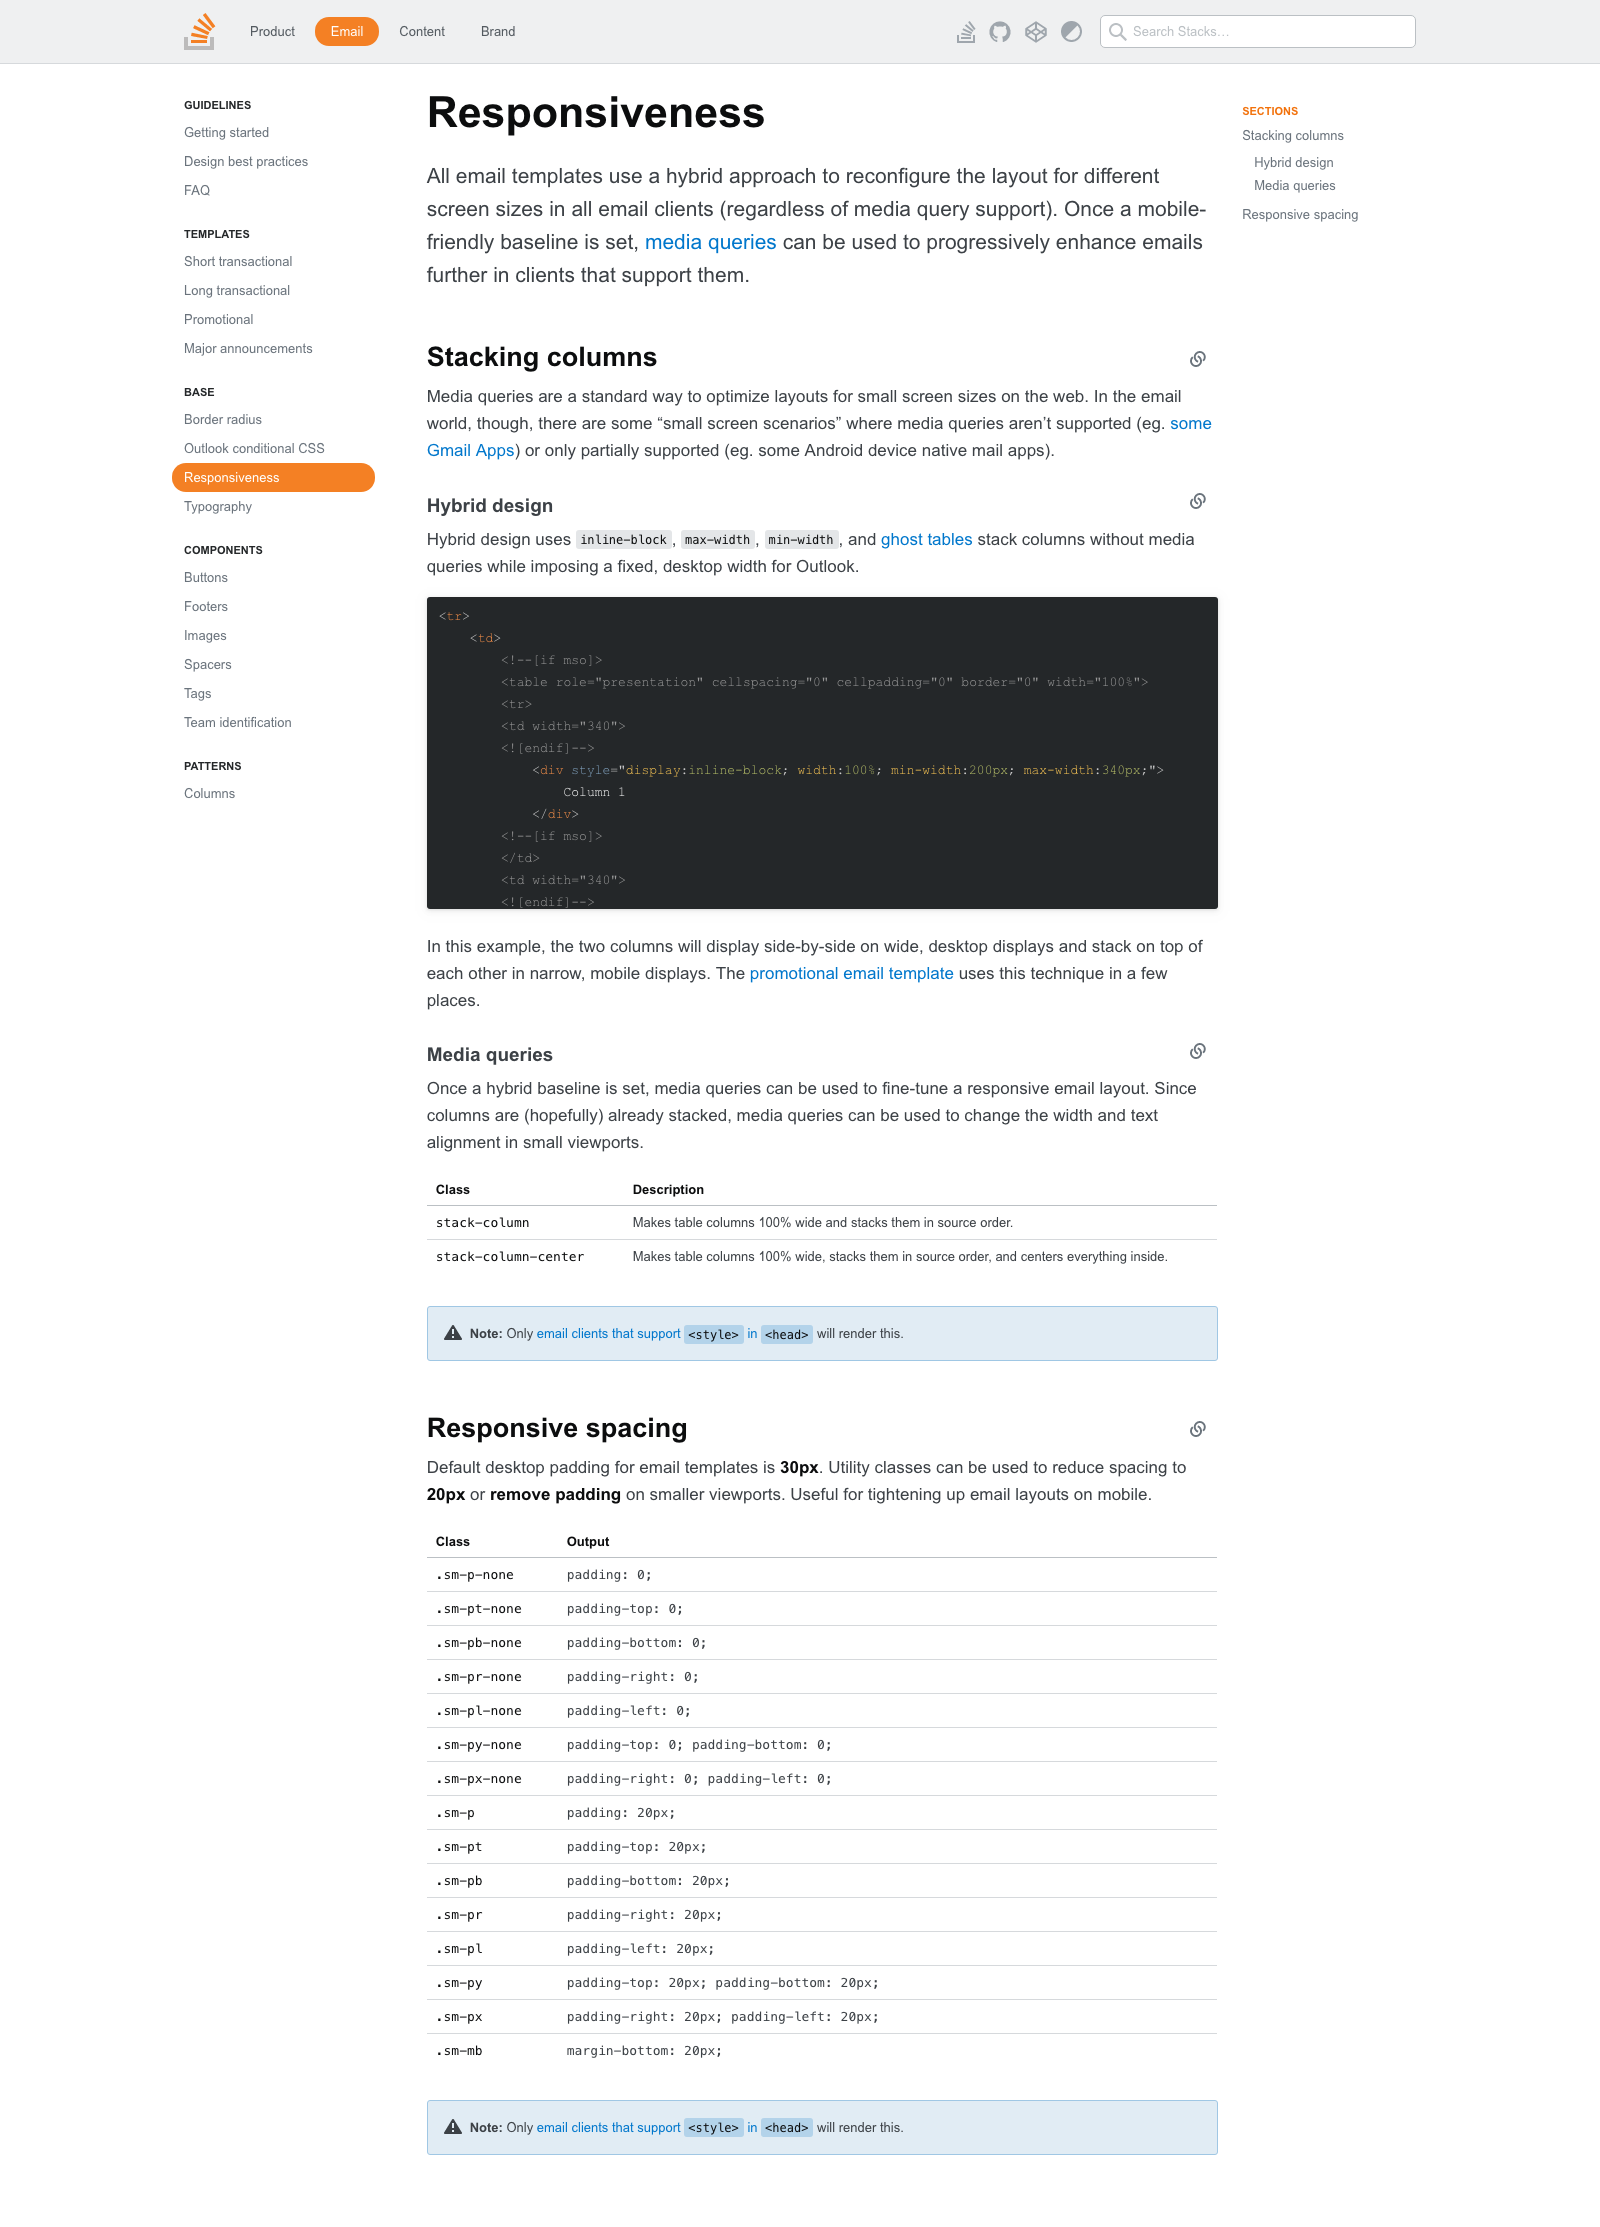 Product Email Content Brand Search Stacks…
GUIDELINES
Getting started
Design best practices
FAQ
TEMPLATES
Short transactional
Long transactional
Promotional
Major announcements
BASE
Border radius
Outlook conditional CSS
Responsiveness
Typography
COMPONENTS
Buttons
Footers
Images
Spacers
Tags
Team identification
PATTERNS
Columns
Responsiveness
All email templates use a hybrid approach to reconfigure the layout for different
screen sizes in all email clients (regardless of media query support). Once a mobile-
friendly baseline is set, media queries can be used to progressively enhance emails
further in clients that support them.
Stacking columns
Media queries are a standard way to optimize layouts for small screen sizes on the web. In the email
world, though, there are some “small screen scenarios” where media queries aren’t supported (eg. some
Gmail Apps) or only partially supported (eg. some Android device native mail apps).
Hybrid design
Hybrid design uses inline-block, max-width, min-width, and ghost tables stack columns without media
queries while imposing a fixed, desktop width for Outlook.
<tr>
<td>
<!--[if mso]>
<table role="presentation" cellspacing="0" cellpadding="0" border="0" width="100%">
<tr>
<td width="340">
<![endif]-->
<div style="display:inline-block; width:100%; min-width:200px; max-width:340px;">
Column 1
</div>
<!--[if mso]>
</td>
<td width="340">
<![endif]-->
In this example, the two columns will display side-by-side on wide, desktop displays and stack on top of
each other in narrow, mobile displays. The promotional email template uses this technique in a few
places.
Media queries
Once a hybrid baseline is set, media queries can be used to fine-tune a responsive email layout. Since
columns are (hopefully) already stacked, media queries can be used to change the width and text
alignment in small viewports.
Class Description
stack-column Makes table columns 100% wide and stacks them in source order.
stack-column-center Makes table columns 100% wide, stacks them in source order, and centers everything inside.
Note: Only email clients that support <style> in <head> will render this.
Responsive spacing
Default desktop padding for email templates is 30px. Utility classes can be used to reduce spacing to
20px or remove padding on smaller viewports. Useful for tightening up email layouts on mobile.
Class Output
.sm-p-none padding: 0;
.sm-pt-none padding-top: 0;
.sm-pb-none padding-bottom: 0;
.sm-pr-none padding-right: 0;
.sm-pl-none padding-left: 0;
.sm-py-none padding-top: 0; padding-bottom: 0;
.sm-px-none padding-right: 0; padding-left: 0;
.sm-p padding: 20px;
.sm-pt padding-top: 20px;
.sm-pb padding-bottom: 20px;
.sm-pr padding-right: 20px;
.sm-pl padding-left: 20px;
.sm-py padding-top: 20px; padding-bottom: 20px;
.sm-px padding-right: 20px; padding-left: 20px;
.sm-mb margin-bottom: 20px;
Note: Only email clients that support <style> in <head> will render this.
SECTIONS
Stacking columns
Hybrid design
Media queries
Responsive spacing